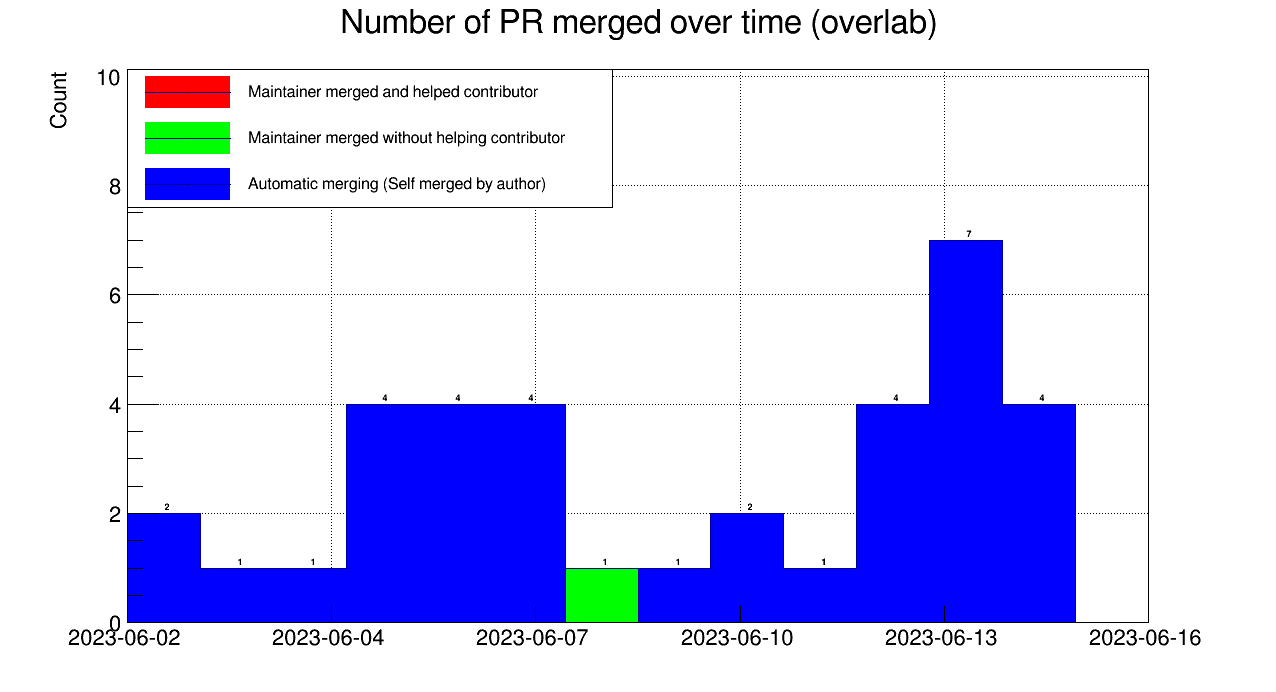 Number of PR merged over time (overlab)
Count
Maintainer merged and helped contributor
Maintainer merged without helping contributor
Automatic merging (Self merged by author)
10
8
6
4
2
0
2 1 1 4 4 4 1 1 2 1 4 7 4
2023-06-02 2023-06-04 2023-06-07 2023-06-10 2023-06-13 2023-06-16